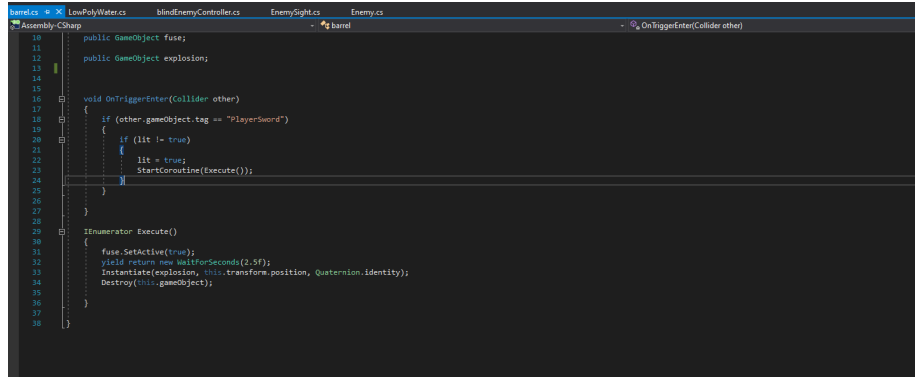 barrel.cs LowPolyWater.cs blindEnemyController.cs EnemySight.cs Enemy.cs
Assembly-CSharp barrel OnTriggerEnter(Collider other)
10 public GameObject fuse;
11
12 public GameObject explosion;
13
14
15
16 void OnTriggerEnter(Collider other)
17 {
18 if (other.gameObject.tag == "PlayerSword")
19 {
20 if (lit != true)
21 {
22 lit = true;
23 StartCoroutine(Execute());
24 }
25 }
26
27 }
28
29 IEnumerator Execute()
30 {
31 fuse.SetActive(true);
32 yield return new WaitForSeconds(2.5f);
33 Instantiate(explosion, this.transform.position, Quaternion.identity);
34 Destroy(this.gameObject);
35
36 }
37
38 }